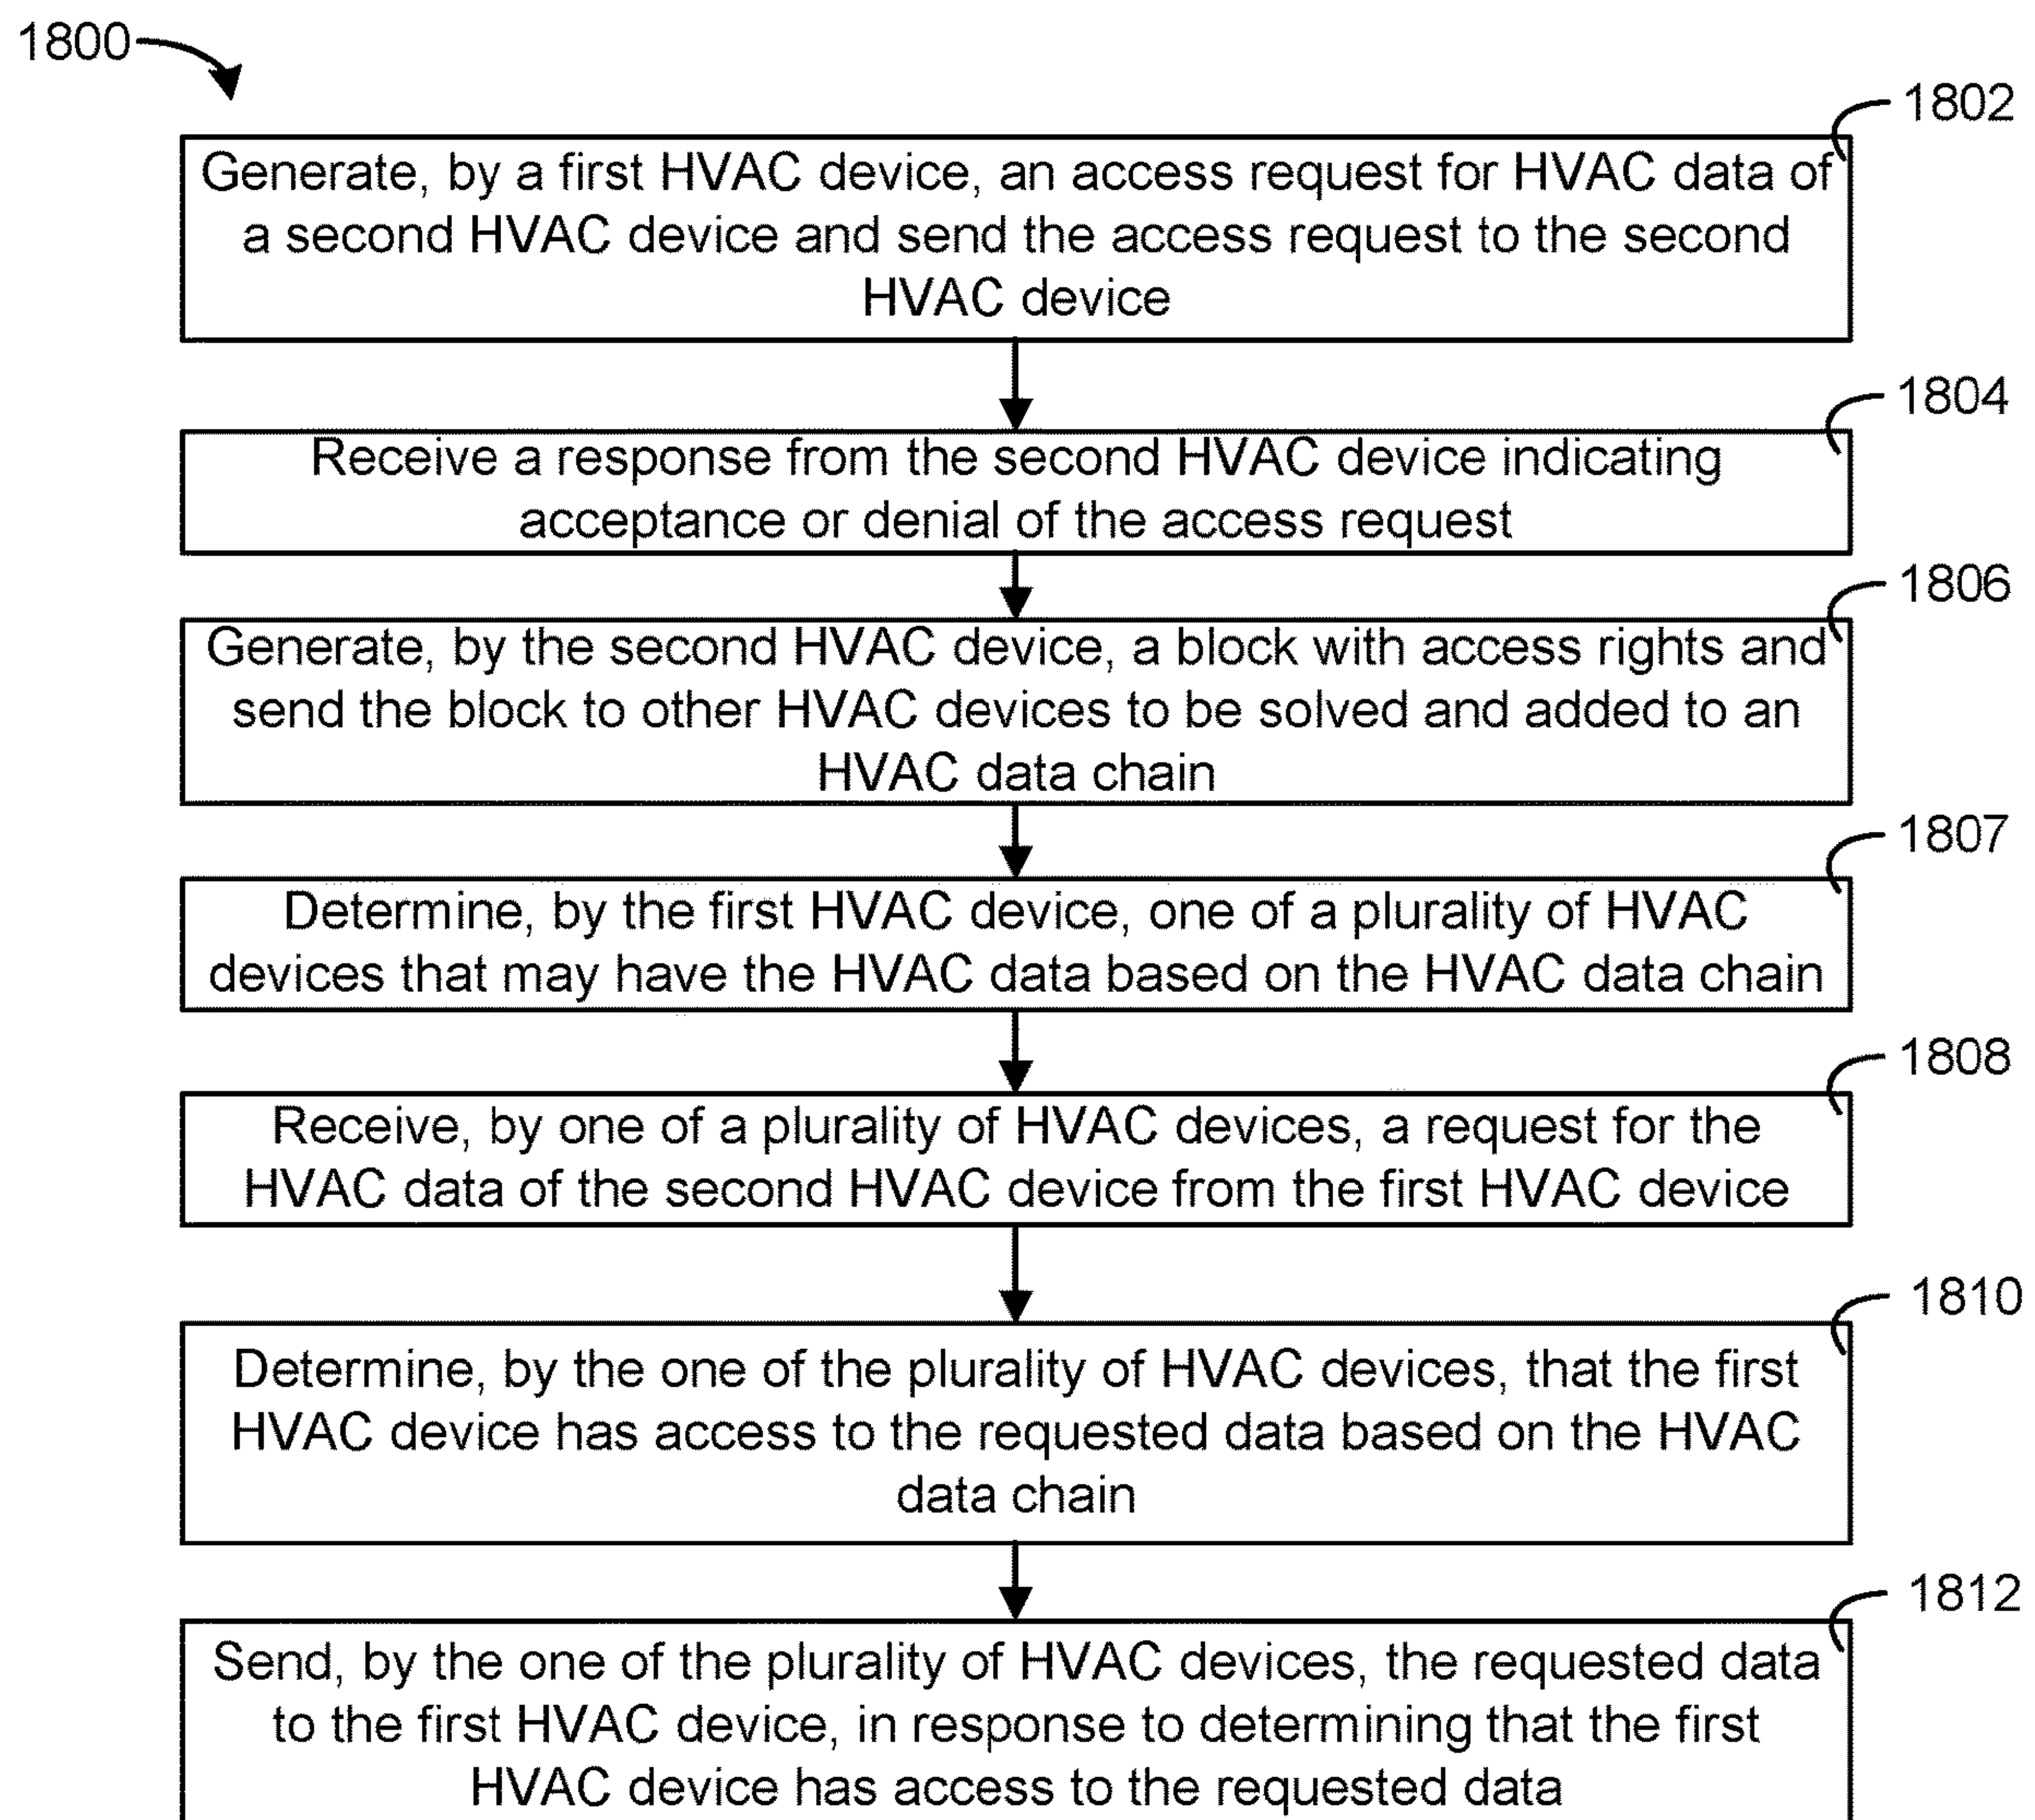 1800
1802
Generate, by a first HVAC device, an access request for HVAC data of
a second HVAC device and send the access request to the second
HVAC device
1804
Receive a response from the second HVAC device indicating
acceptance or denial of the access request
1806
Generate, by the second HVAC device, a block with access rights and
send the block to other HVAC devices to be solved and added to an
HVAC data chain
1807
Determine, by the first HVAC device, one of a plurality of HVAC
devices that may have the HVAC data based on the HVAC data chain
1808
Receive, by one of a plurality of HVAC devices, a request for the
HVAC data of the second HVAC device from the first HVAC device
1810
Determine, by the one of the plurality of HVAC devices, that the first
HVAC device has access to the requested data based on the HVAC
data chain
1812
Send, by the one of the plurality of HVAC devices, the requested data
to the first HVAC device, in response to determining that the first
HVAC device has access to the requested data